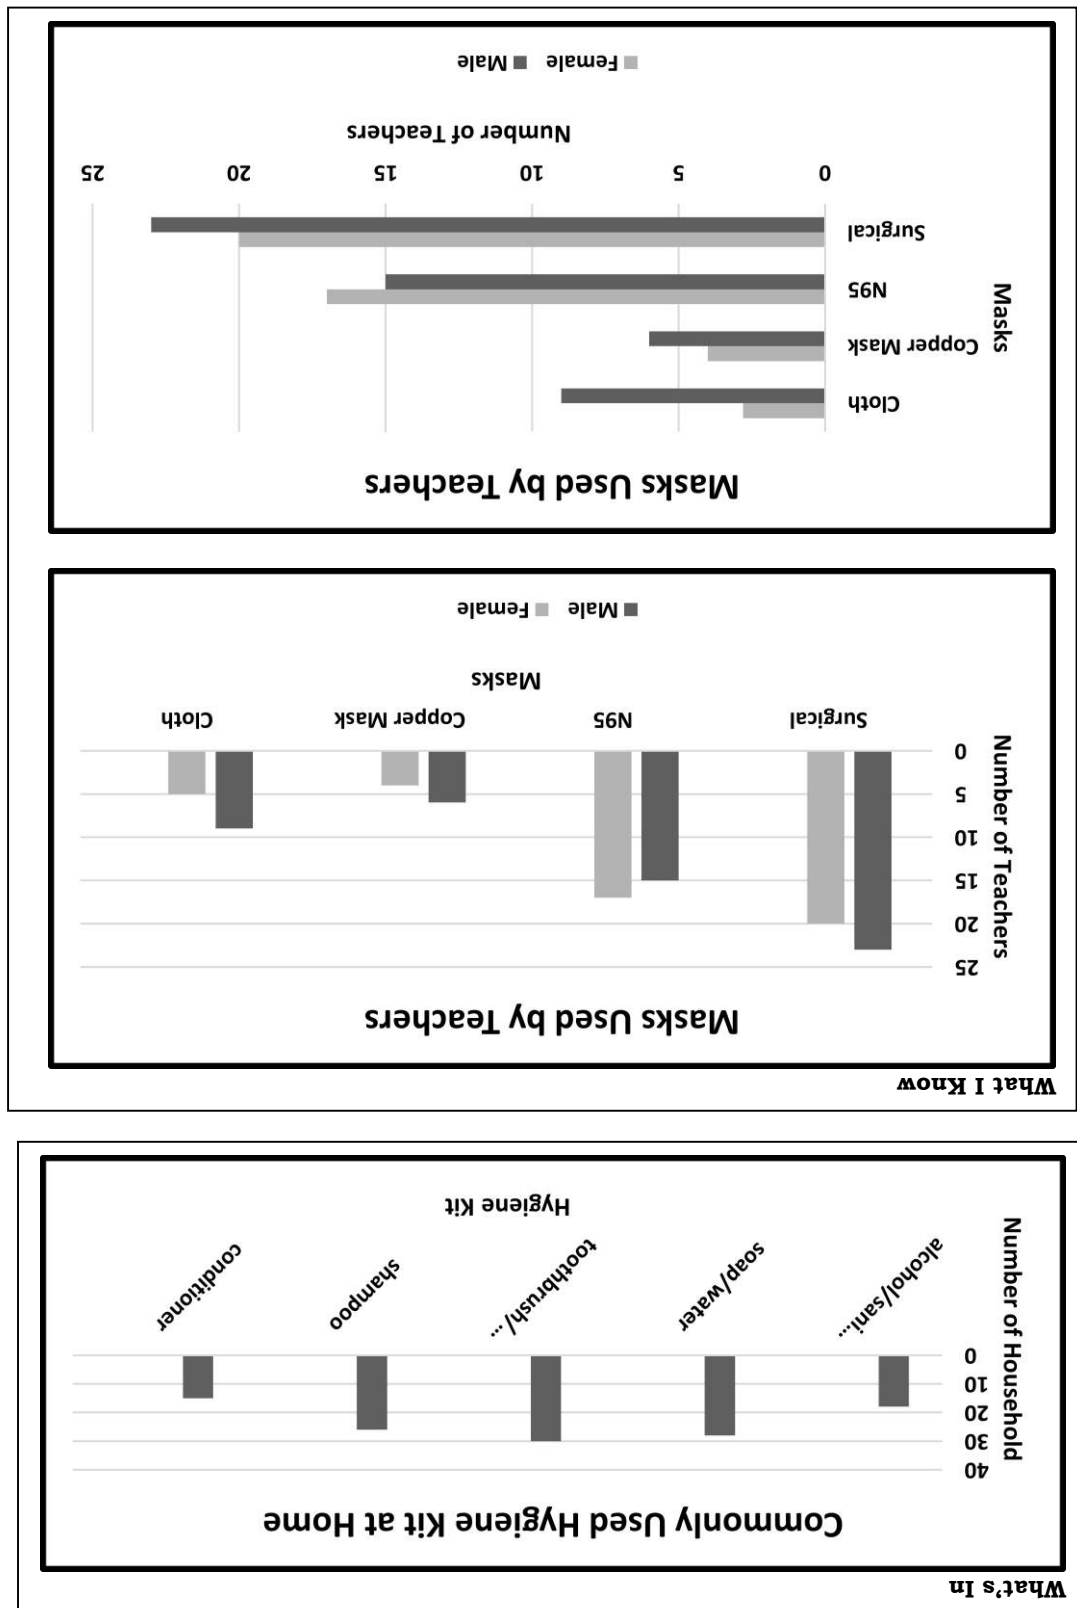 What's In
Commonly Used Hygiene Kit at Home
Number of Household
40
30
20
10
0
alcohol/sani...
soap/water
toothbrush/...
shampoo
conditioner
Hygiene Kit
What I Know
Masks Used by Teachers
Number of Teachers
25
20
15
10
5
0
Surgical
N95
Copper Mask
Cloth
Masks
Male
Female
Masks Used by Teachers
Masks
Cloth
Copper Mask
N95
Surgical
0
5
10
15
20
25
Number of Teachers
Female
Male